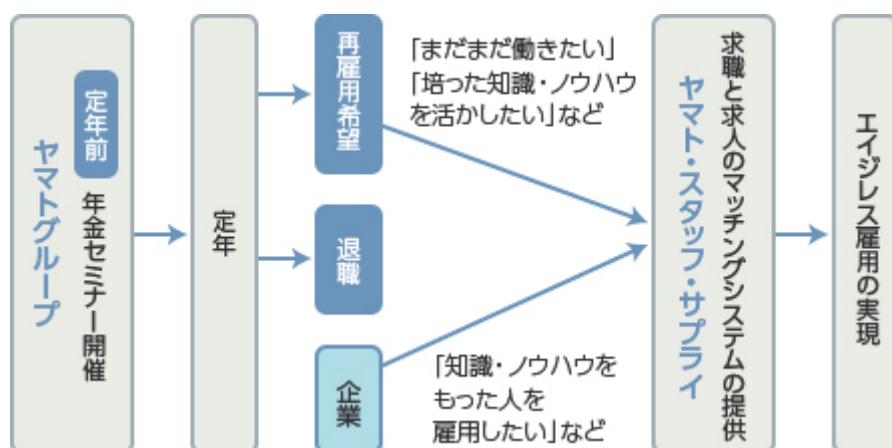 ヤマトグループ
定年前
年金セミナー開催
定年
再雇用希望
「まだまだ働きたい」
「培った知識・ノウハウ
を活かしたい」など
退職
企業
「知識・ノウハウを
もった人を
雇用したい」など
求職と求人のマッチングシステムの提供
ヤマト・スタッフ・サプライ
エイジレス雇用の実現